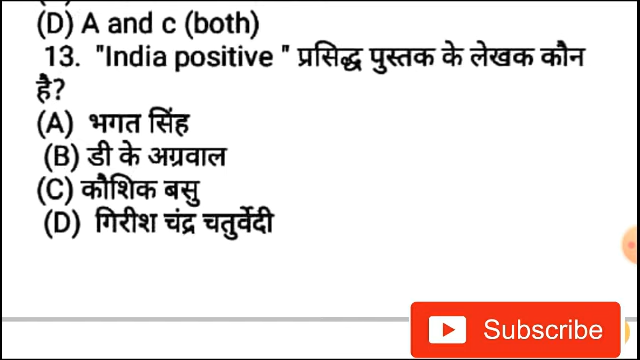 (D) A and c (both)
13. "India positive " प्रसिद्ध पुस्तक के लेखक कौन
है?
(A) भगत सिंह
(B) डी के अग्रवाल
(C) कौशिक बसु
(D) गिरीश चंद्र चतुर्वेदी
Subscribe